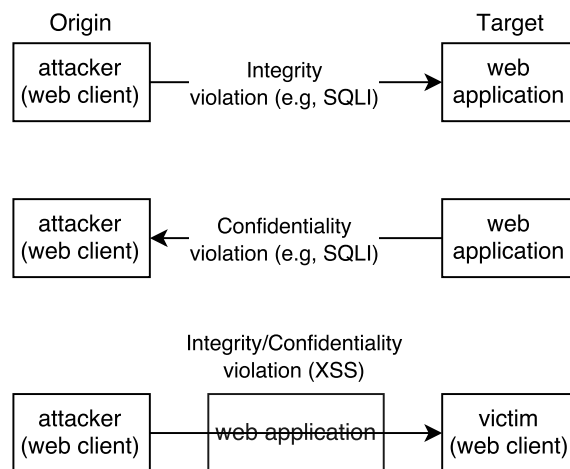 Origin
Target
attacker
(web client)
Integrity
violation (e.g, SQLI)
web
application
attacker
(web client)
Confidentiality
violation (e.g, SQLI)
web
application
Integrity/Confidentiality
violation (XSS)
attacker
(web client)
web application
victim
(web client)